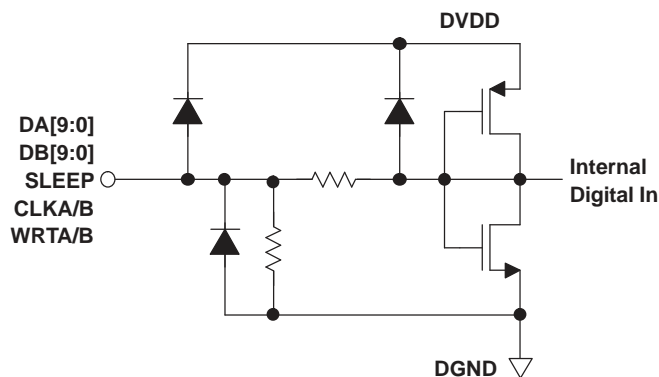 DVDD
DA[9:0]
DB[9:0]
SLEEP
CLKA/B
WRTA/B
Internal
Digital In
DGND